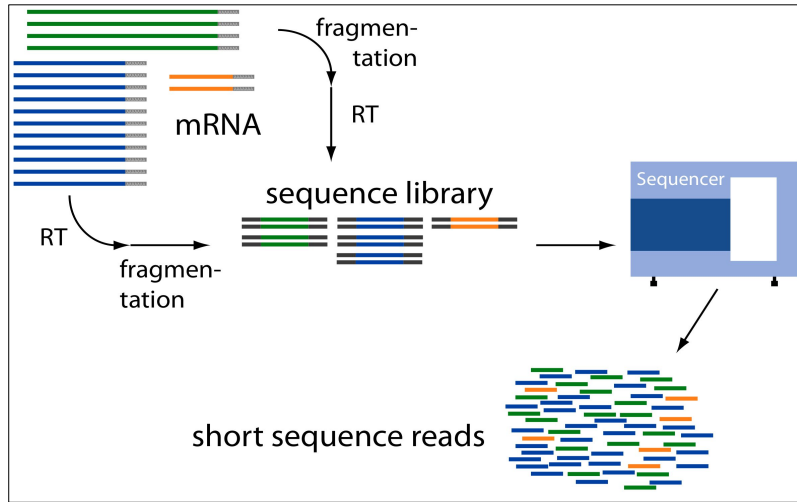 fragmen-
tation
RT
mRNA
sequence library
Sequencer
RT
fragmen-
tation
short sequence reads